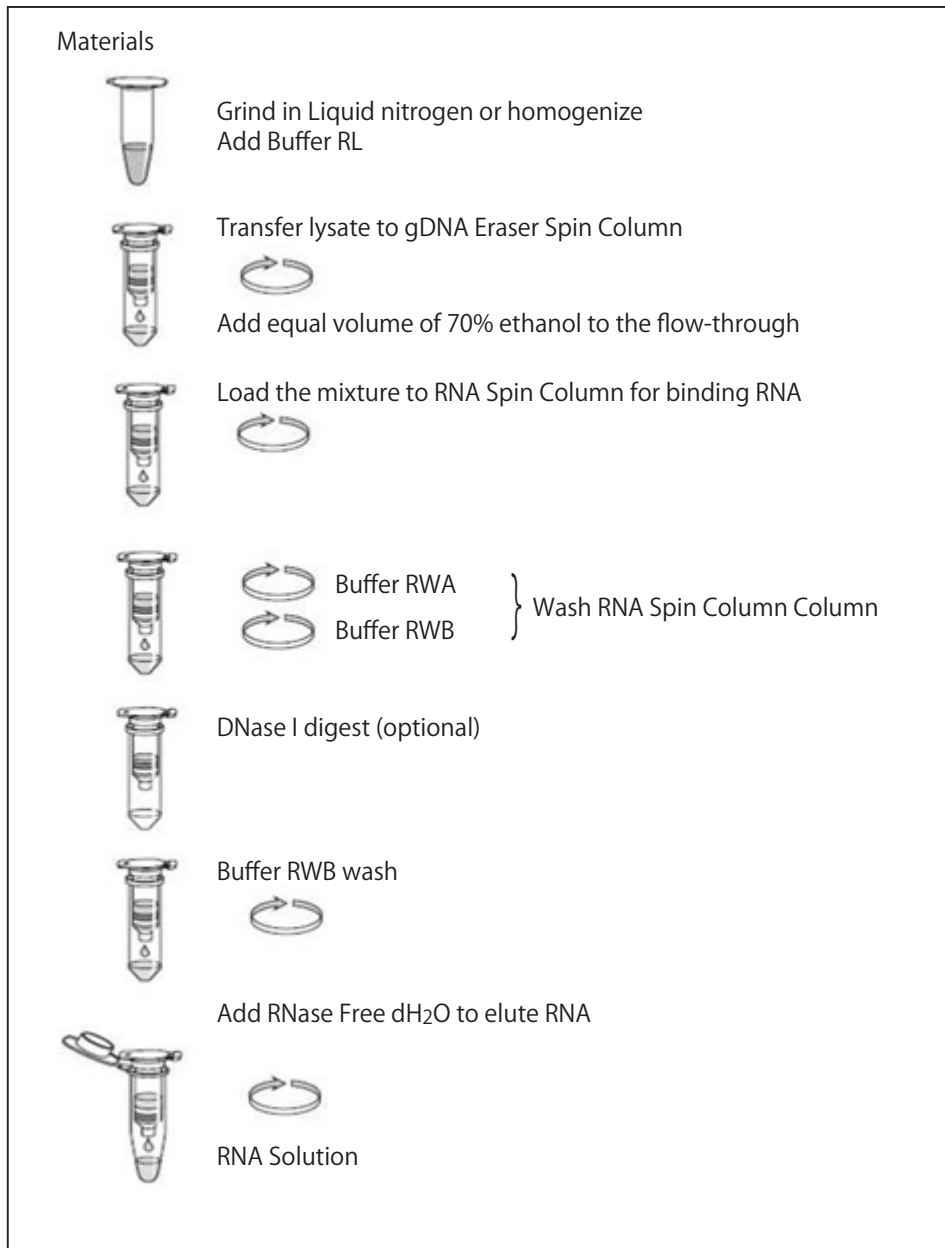 Materials
Grind in Liquid nitrogen or homogenize
Add Buffer RL
Transfer lysate to gDNA Eraser Spin Column
Add equal volume of 70% ethanol to the flow-through
Load the mixture to RNA Spin Column for binding RNA
Buffer RWA
Buffer RWB
Wash RNA Spin Column Column
DNase I digest (optional)
Buffer RWB wash
Add RNase Free dH2O to elute RNA
RNA Solution